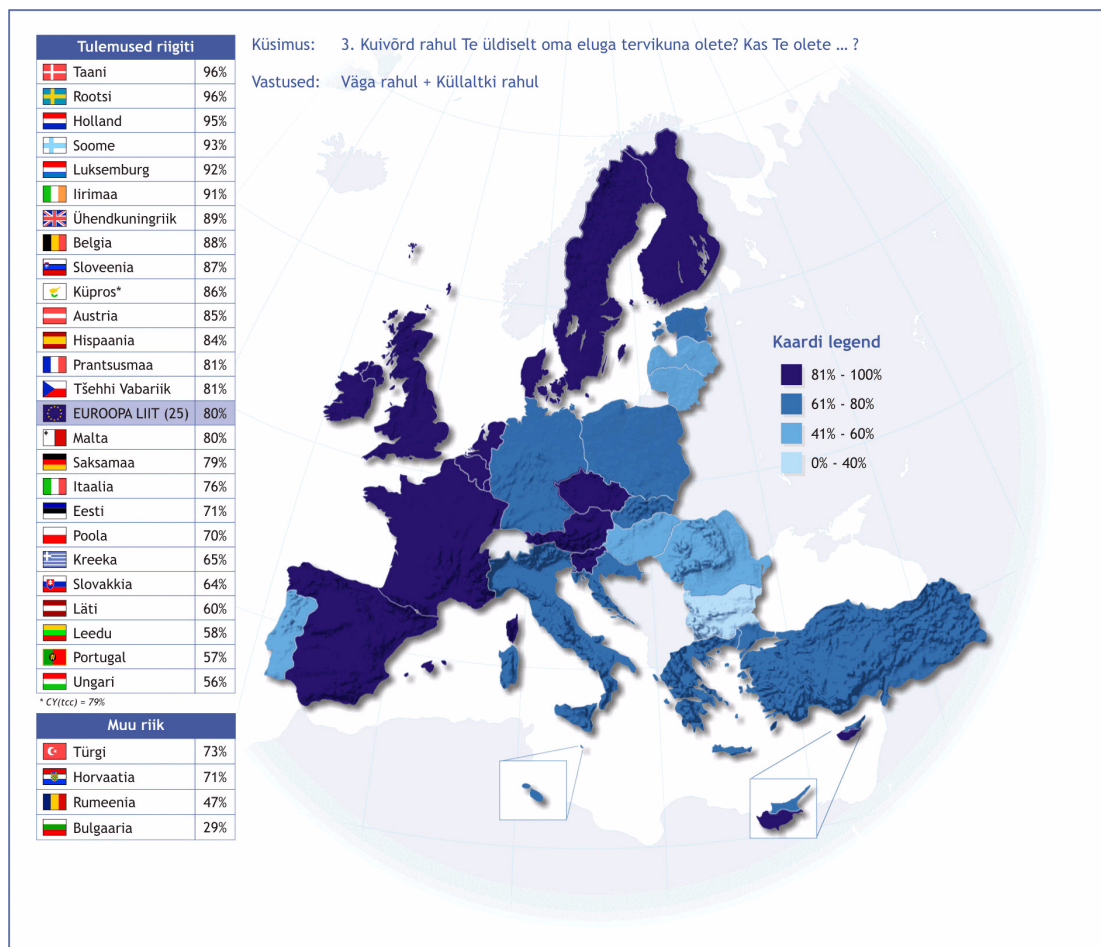 Tulemused riigiti
Taani 96%
Rootsi 96%
Holland 95%
Soome 93%
Luksemburg 92%
Iirimaa 91%
Ühendkuningriik 89%
Belgia 88%
Sloveenia 87%
Küpros* 86%
Austria 85%
Hispaania 84%
Prantsusmaa 81%
Tšehhi Vabariik 81%
EUROOPA LIIT (25) 80%
Malta 80%
Saksamaa 79%
Itaalia 76%
Eesti 71%
Poola 70%
Kreeka 65%
Slovakkia 64%
Läti 60%
Leedu 58%
Portugal 57%
Ungari 56%
* CY(tcc) = 79%
Muu riik
Türgi 73%
Horvaatia 71%
Rumeenia 47%
Bulgaaria 29%
Küsimus: 3. Kuivõrd rahul Te üldiselt oma eluga tervikuna olete? Kas Te olete … ?
Vastused: Väga rahul + Küllaltki rahul
Kaardi legend
81% - 100%
61% - 80%
41% - 60%
0% - 40%